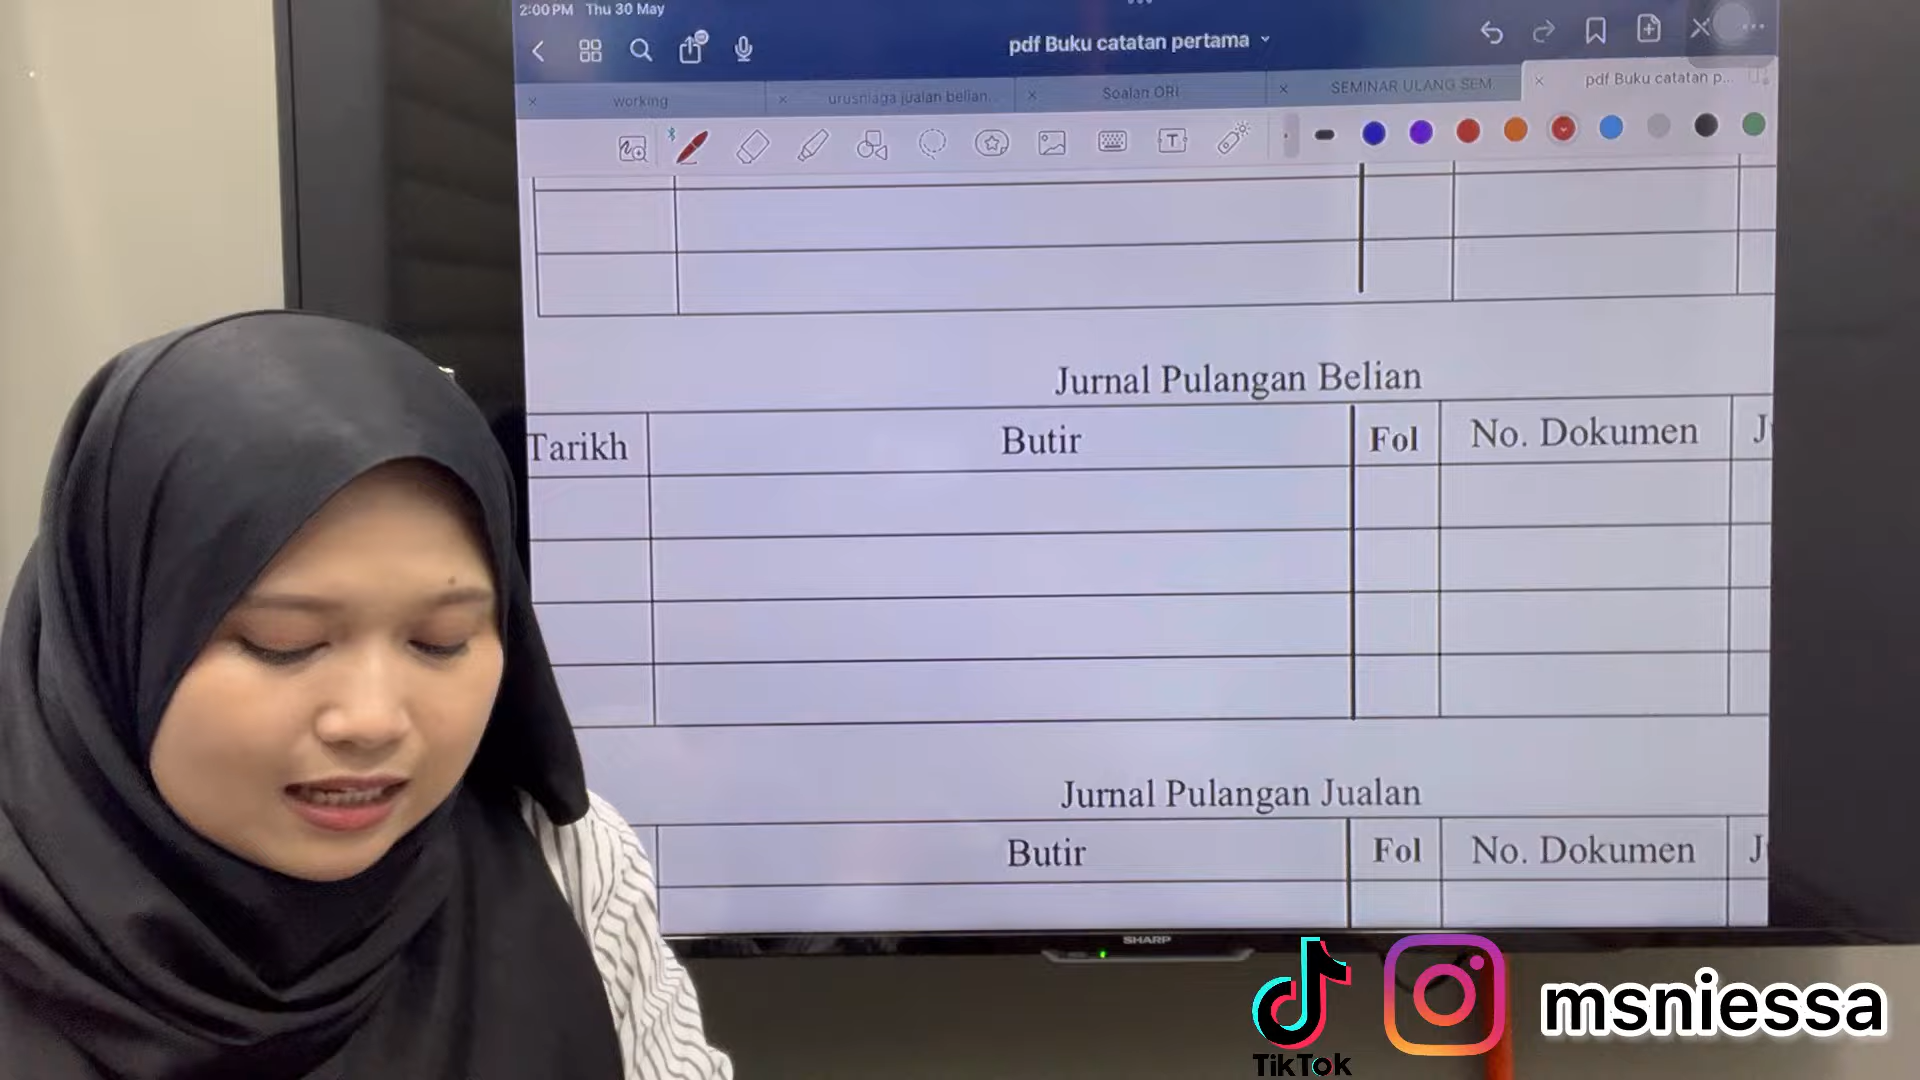 2:00 PM Thu 30 May
pdf Buku catatan pertama
working
urusniaga jualan belian...
Soalan ORI
SEMINAR ULANG SEM...
pdf Buku catatan p...
T
Jurnal Pulangan Belian
Tarikh Butir Fol No. Dokumen J
Jurnal Pulangan Jualan
Butir Fol No. Dokumen J
SHARP
TikTok
msniessa